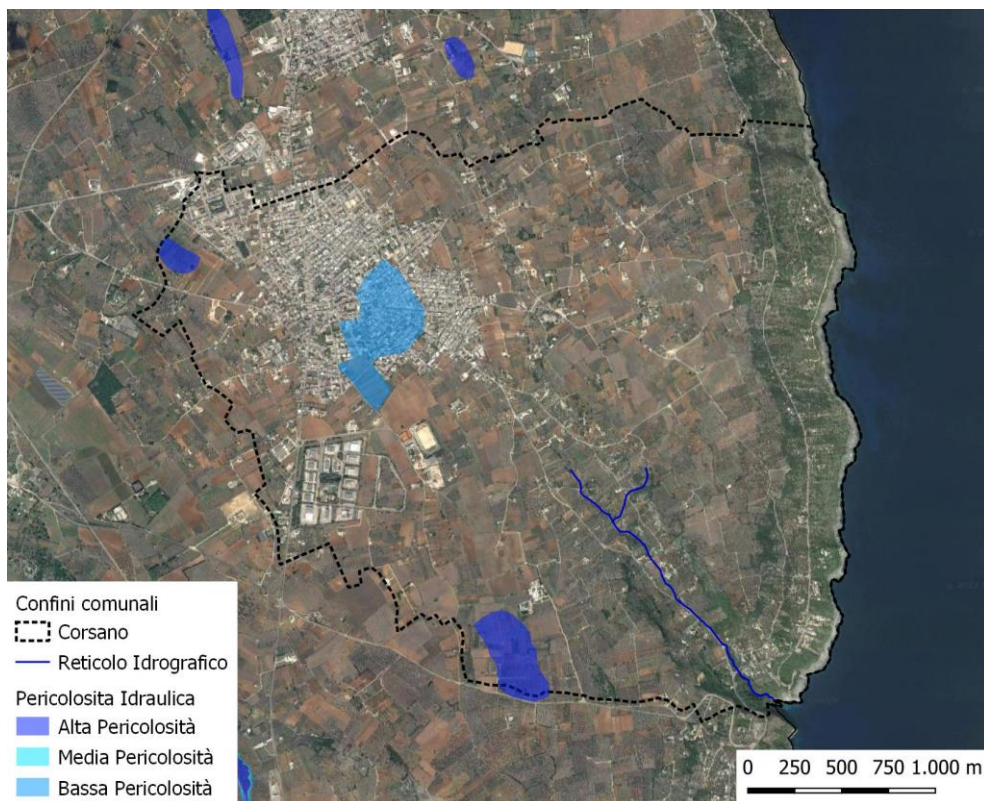 Confini comunali
Corsano
Reticolo Idrografico
Pericolosita Idraulica
Alta Pericolosità
Media Pericolosità
Bassa Pericolosità
0 250 500 750 1.000 m